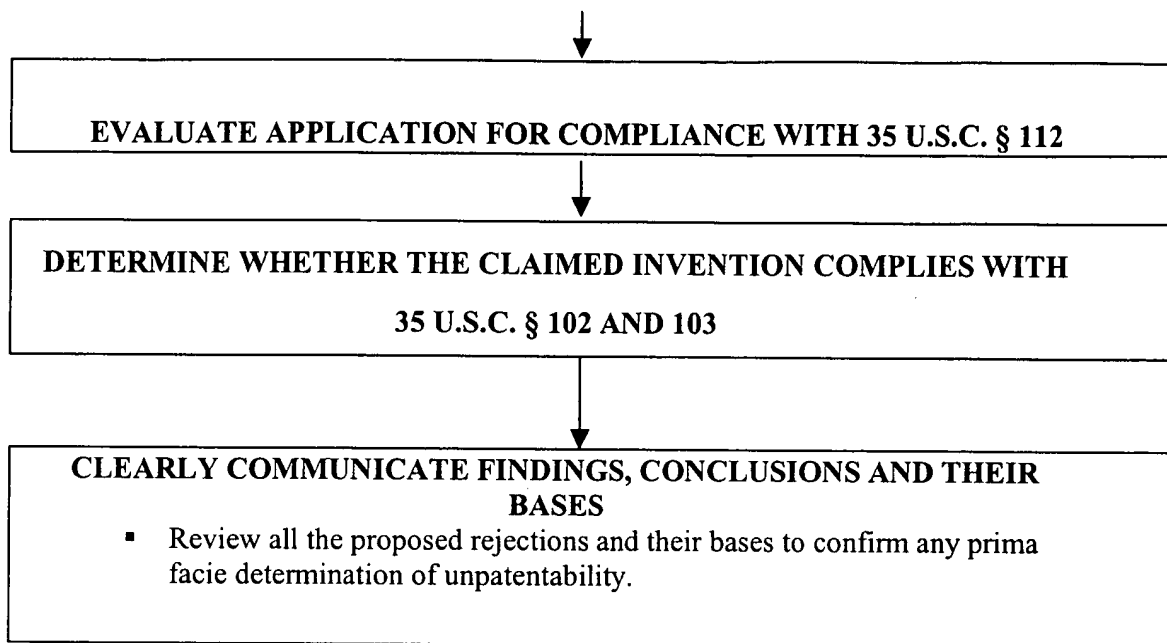 EVALUATE APPLICATION FOR COMPLIANCE WITH 35 U.S.C. § 112
DETERMINE WHETHER THE CLAIMED INVENTION COMPLIES WITH
35 U.S.C. § 102 AND 103
CLEARLY COMMUNICATE FINDINGS, CONCLUSIONS AND THEIR
BASES
▪ Review all the proposed rejections and their bases to confirm any prima
facie determination of unpatentability.